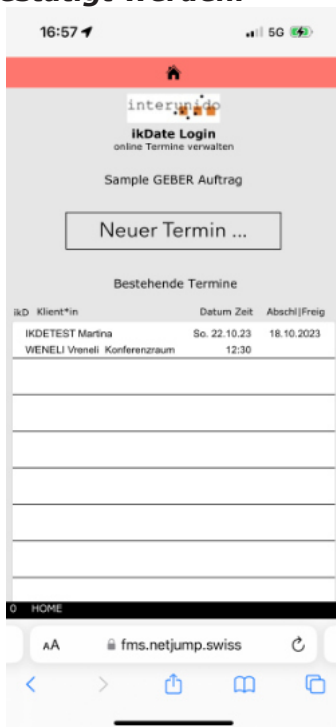 16:57 5G
interunido
ikDate Login
online Termine verwalten
Sample GEBER Auftrag
Neuer Termin ...
Bestehende Termine
ikD Klient*in Datum Zeit Abschl|Freig
IKDETEST Martina So. 22.10.23 18.10.2023
WENELI Vreneli Konferenzraum 12:30
0 HOME
AA fms.netjump.swiss